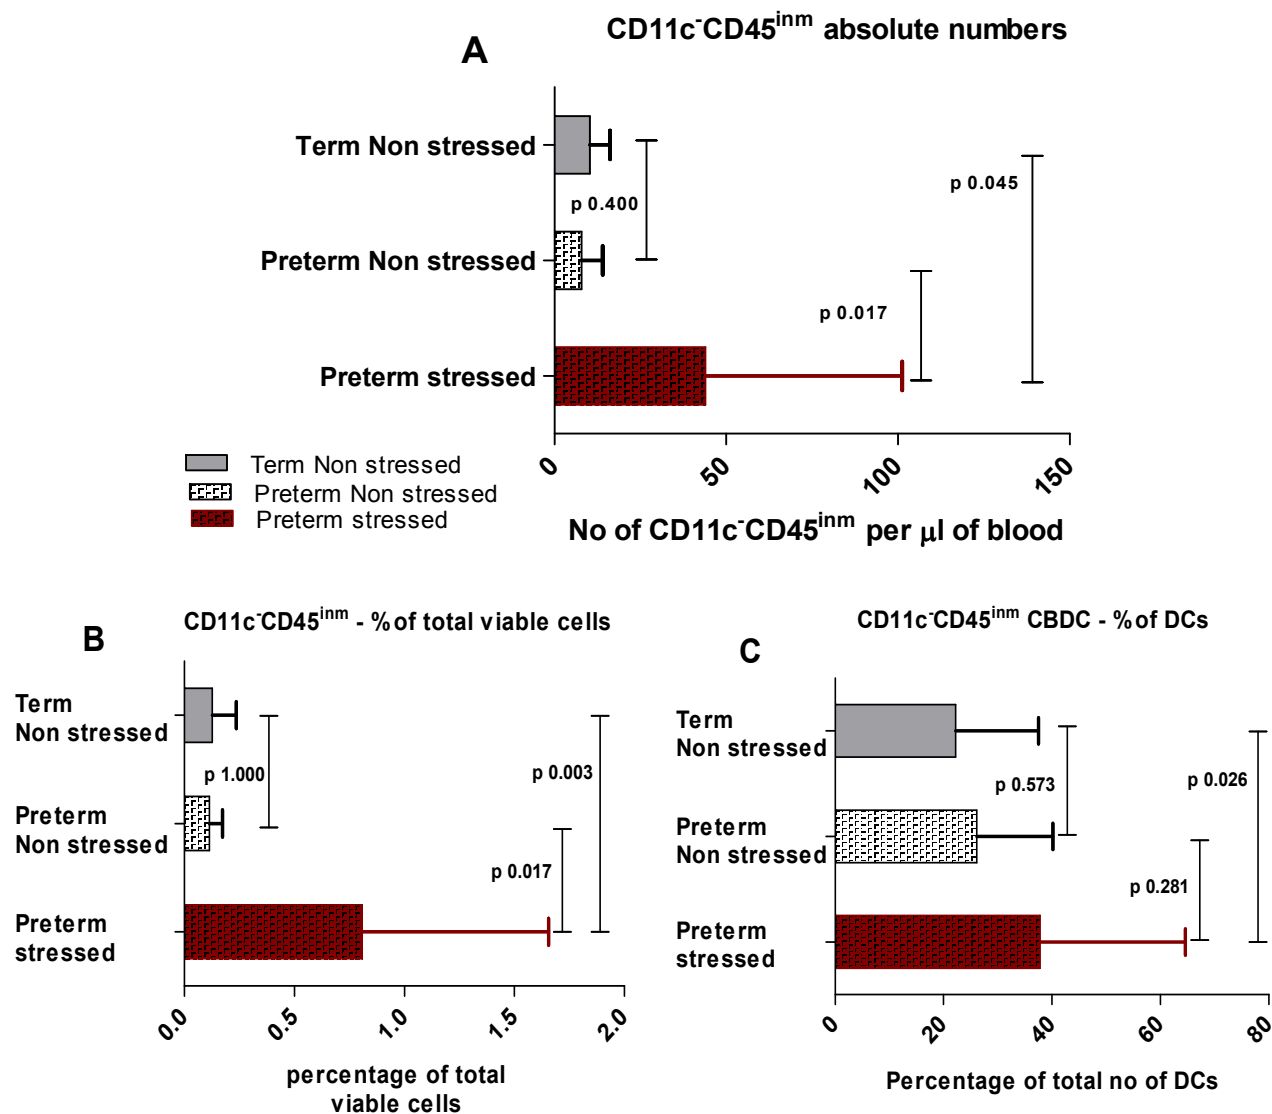 CD11c⁻CD45ⁱⁿᵐ absolute numbers
A
Term Non stressed
Preterm Non stressed
Preterm stressed
p 0.400
p 0.045
p 0.017
0
50
100
150
No of CD11c⁻CD45ⁱⁿᵐ per μl of blood
Term Non stressed
Preterm Non stressed
Preterm stressed
CD11c⁻CD45ⁱⁿᵐ - % of total viable cells
B
Term
Non stressed
Preterm
Non stressed
Preterm
stressed
p 1.000
p 0.003
p 0.017
0.0
0.5
1.0
1.5
2.0
percentage of total
viable cells
CD11c⁻CD45ⁱⁿᵐ CBDC - % of DCs
C
Term
Non stressed
Preterm
Non stressed
Preterm
stressed
p 0.573
p 0.026
p 0.281
0
20
40
60
80
Percentage of total no of DCs